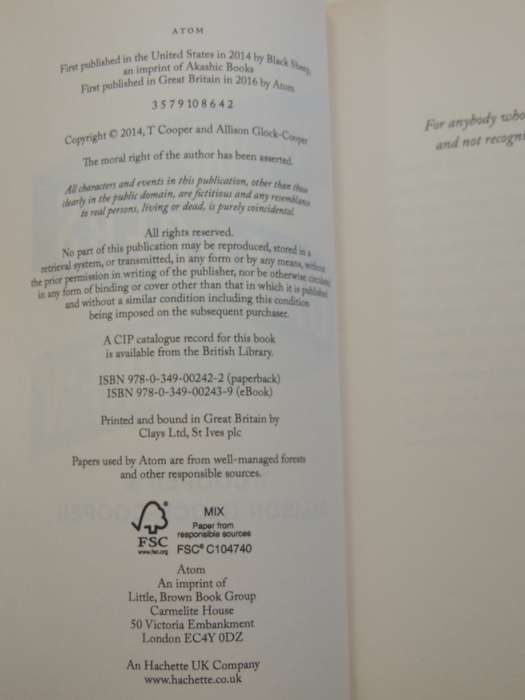 ATOM
First published in the United States in 2014 by Black Sheep,
an imprint of Akashic Books
First published in Great Britain in 2016 by Atom
3 5 7 9 10 8 6 4 2
Copyright © 2014, T Cooper and Allison Glock-Cooper
The moral right of the author has been asserted.
All characters and events in this publication, other than those
clearly in the public domain, are fictitious and any resemblance
to real persons, living or dead, is purely coincidental.
All rights reserved.
No part of this publication may be reproduced, stored in a
retrieval system, or transmitted, in any form or by any means, without
the prior permission in writing of the publisher, nor be otherwise circulated
in any form of binding or cover other than that in which it is published
and without a similar condition including this condition
being imposed on the subsequent purchaser.
A CIP catalogue record for this book
is available from the British Library.
ISBN 978-0-349-00242-2 (paperback)
ISBN 978-0-349-00243-9 (eBook)
Printed and bound in Great Britain by
Clays Ltd, St Ives plc
Papers used by Atom are from well-managed forests
and other responsible sources.
FSC
www.fsc.org
MIX
Paper from
responsible sources
FSC® C104740
Atom
An imprint of
Little, Brown Book Group
Carmelite House
50 Victoria Embankment
London EC4Y 0DZ
An Hachette UK Company
www.hachette.co.uk
For anybody who
and not recogn